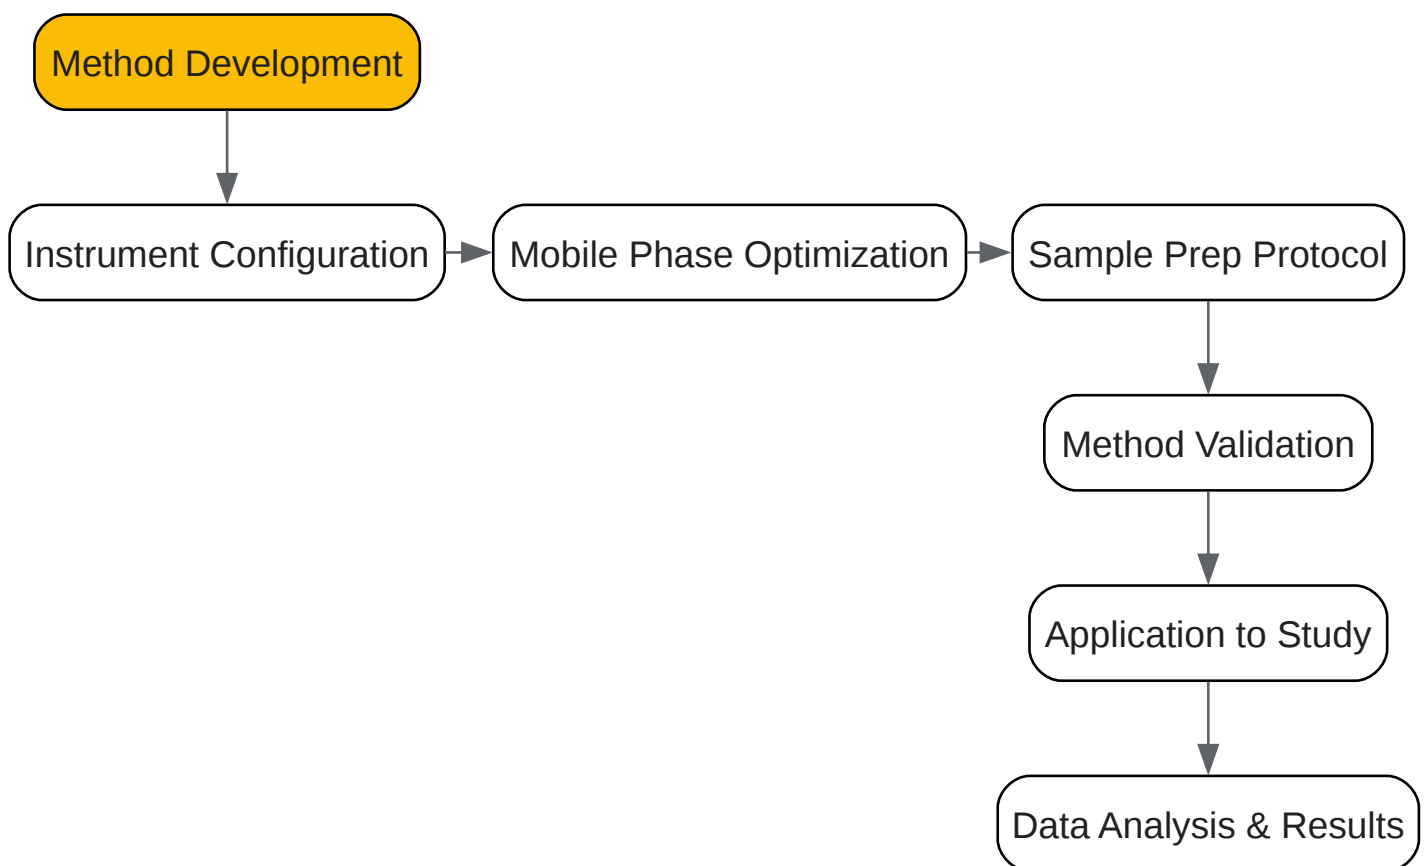 Method Development
Instrument Configuration
Mobile Phase Optimization
Sample Prep Protocol
Method Validation
Application to Study
Data Analysis & Results